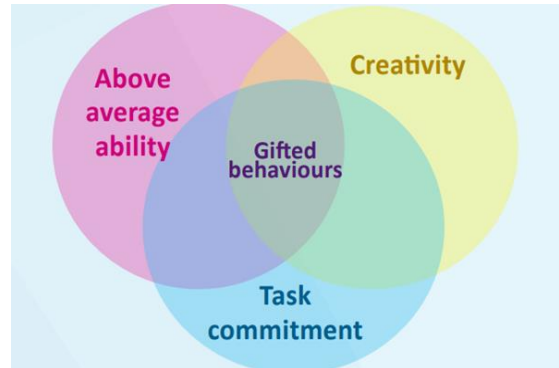 Above
average
ability
Creativity
Gifted
behaviours
Task
commitment